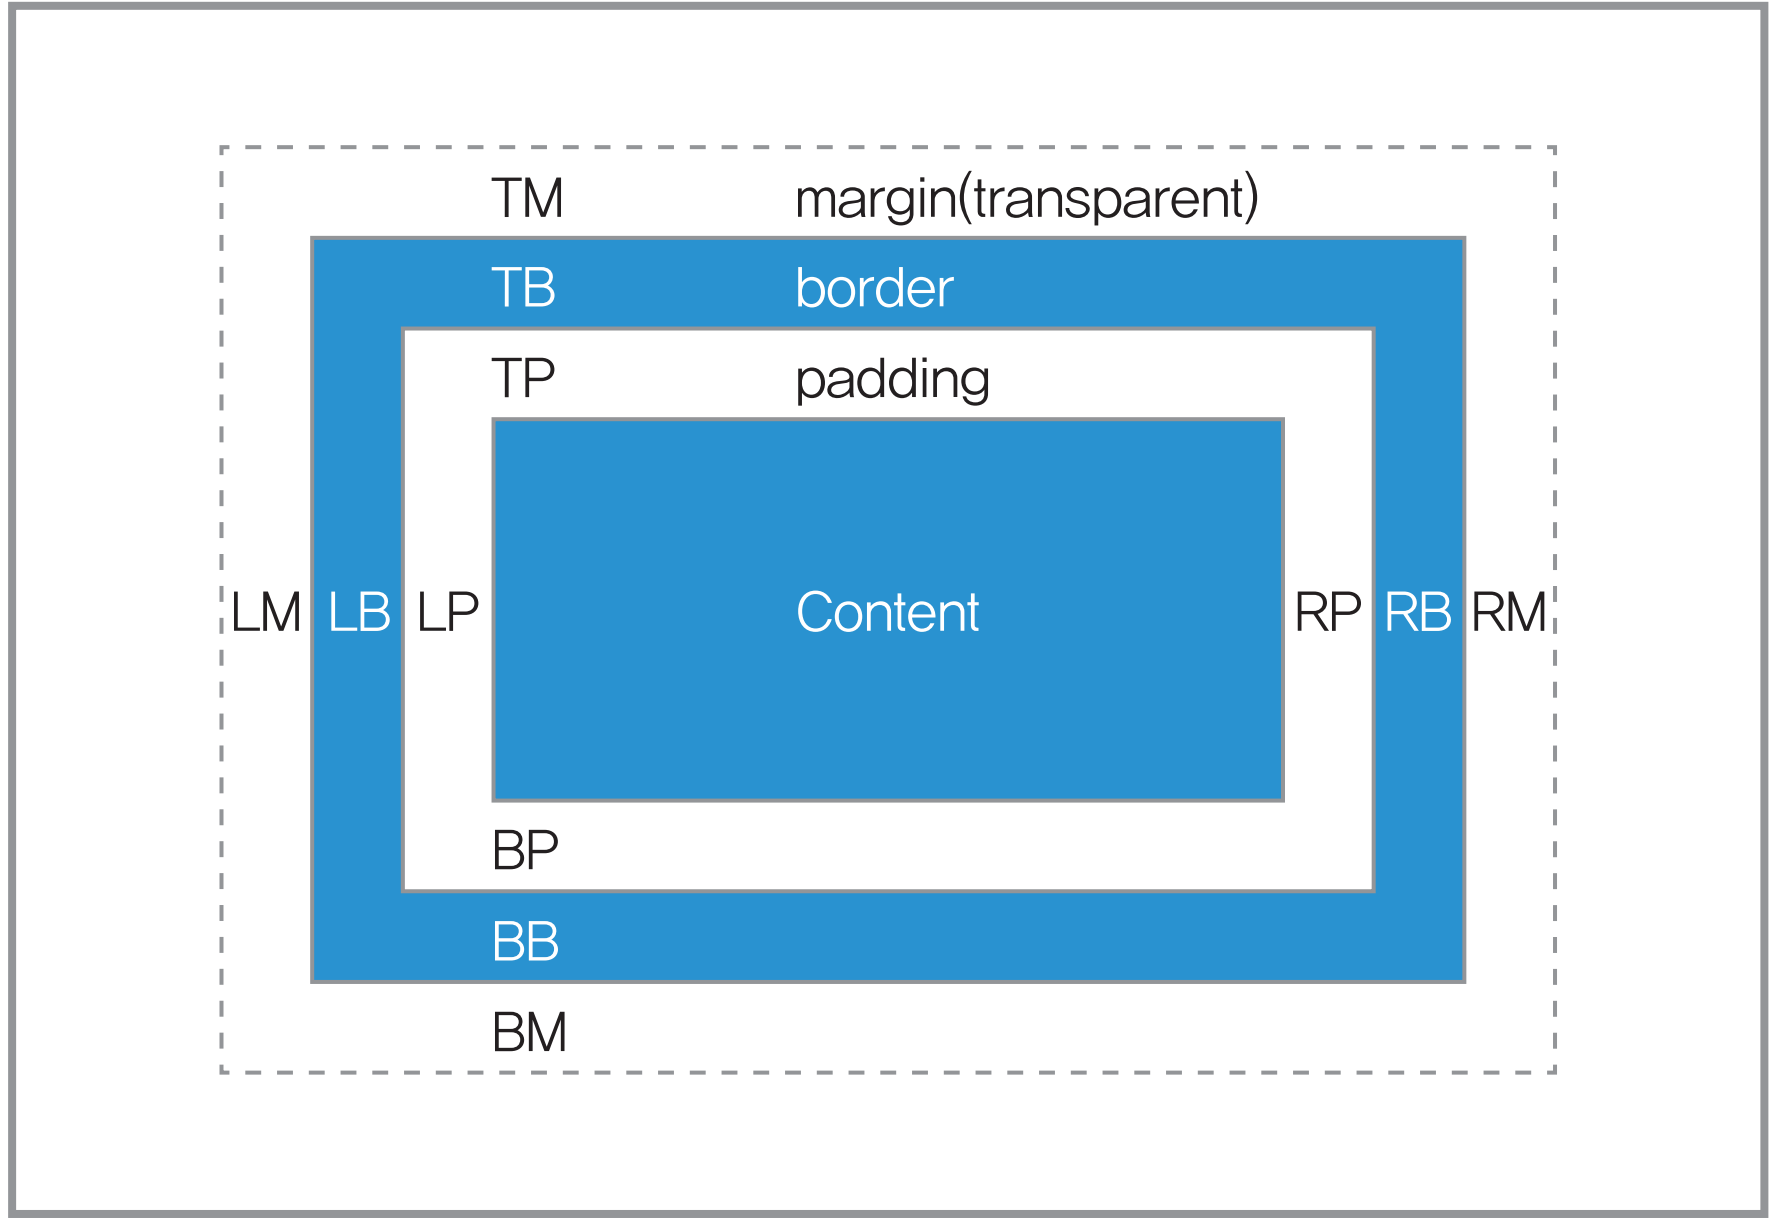 TM margin(transparent)
TB border
TP padding
LM LB LP Content RP RB RM
BP
BB
BM